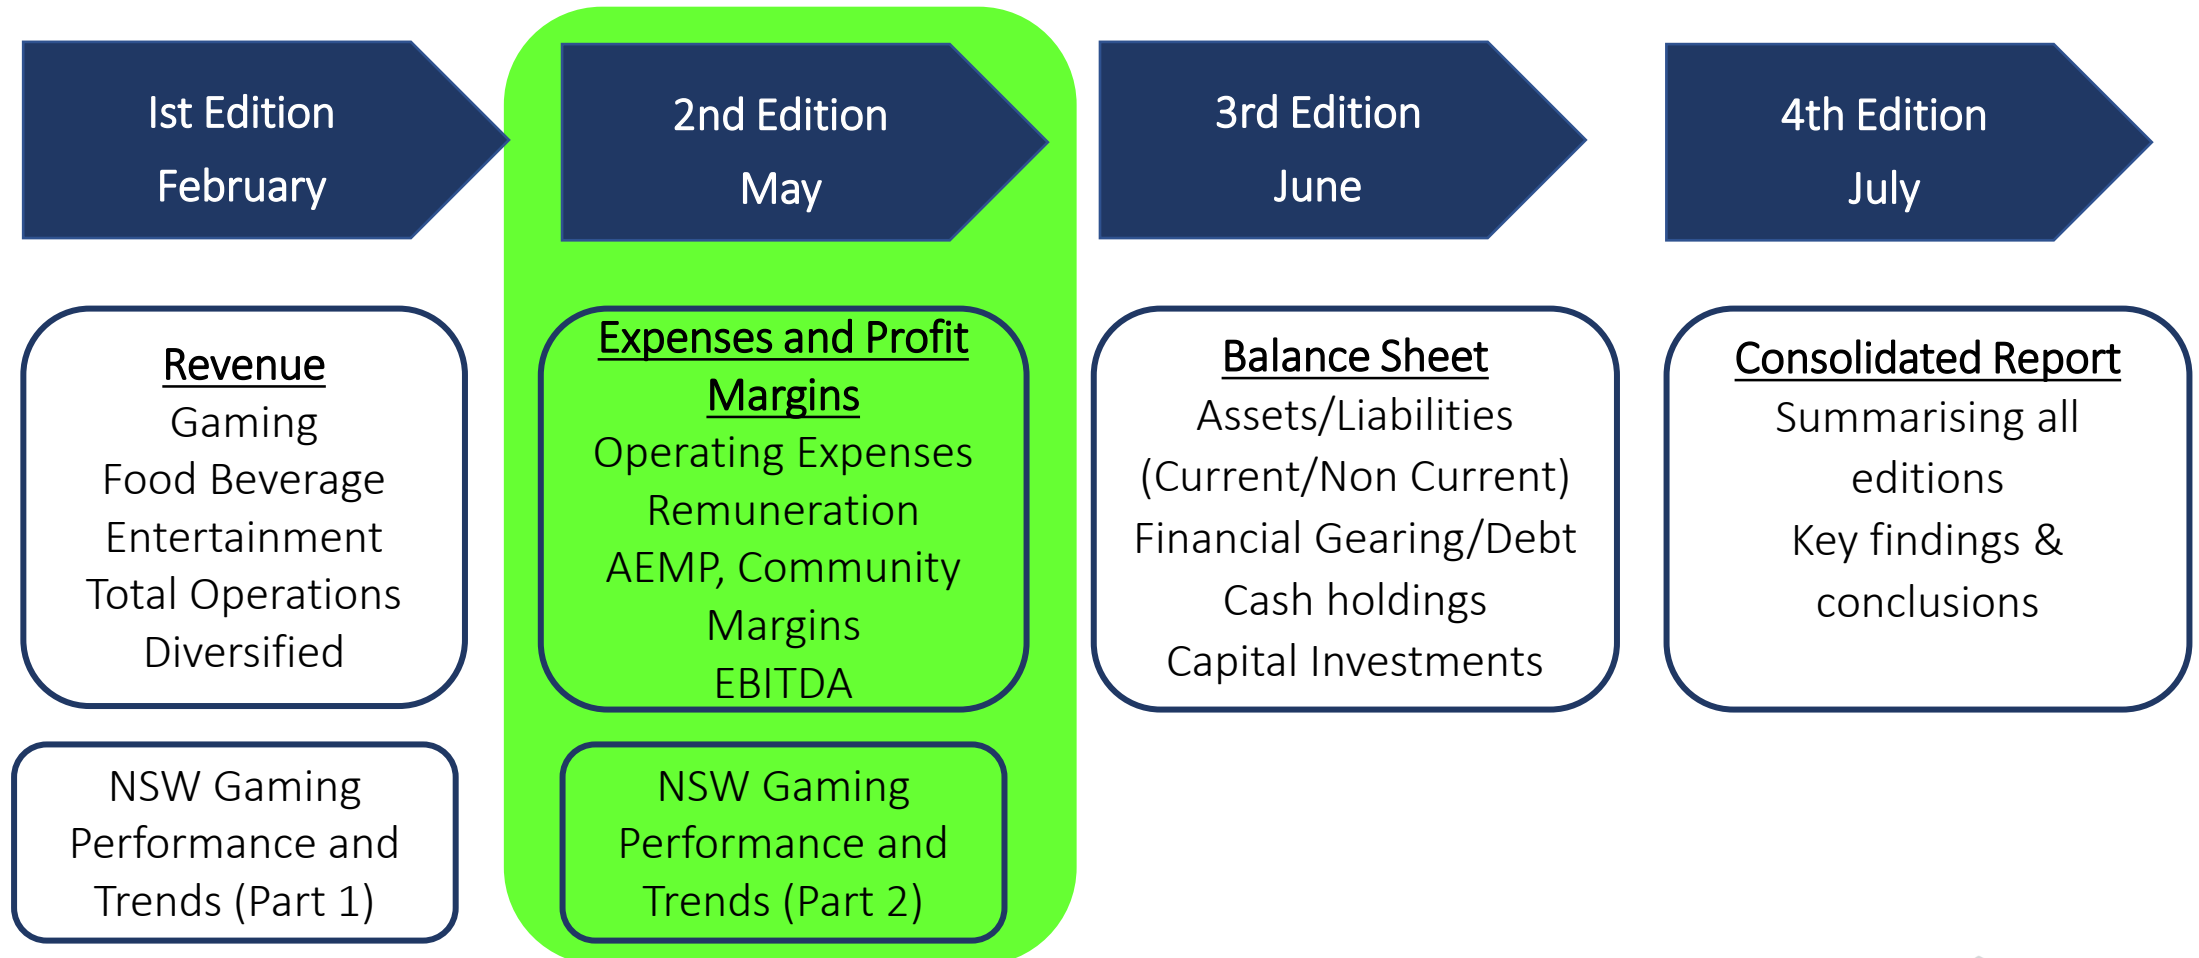 Ist Edition
February
2nd Edition
May
3rd Edition
June
4th Edition
July
Revenue
Gaming
Food Beverage
Entertainment
Total Operations
Diversified
Expenses and Profit
Margins
Operating Expenses
Remuneration
AEMP, Community
Margins
EBITDA
Balance Sheet
Assets/Liabilities
(Current/Non Current)
Financial Gearing/Debt
Cash holdings
Capital Investments
Consolidated Report
Summarising all
editions
Key findings &
conclusions
NSW Gaming
Performance and
Trends (Part 1)
NSW Gaming
Performance and
Trends (Part 2)